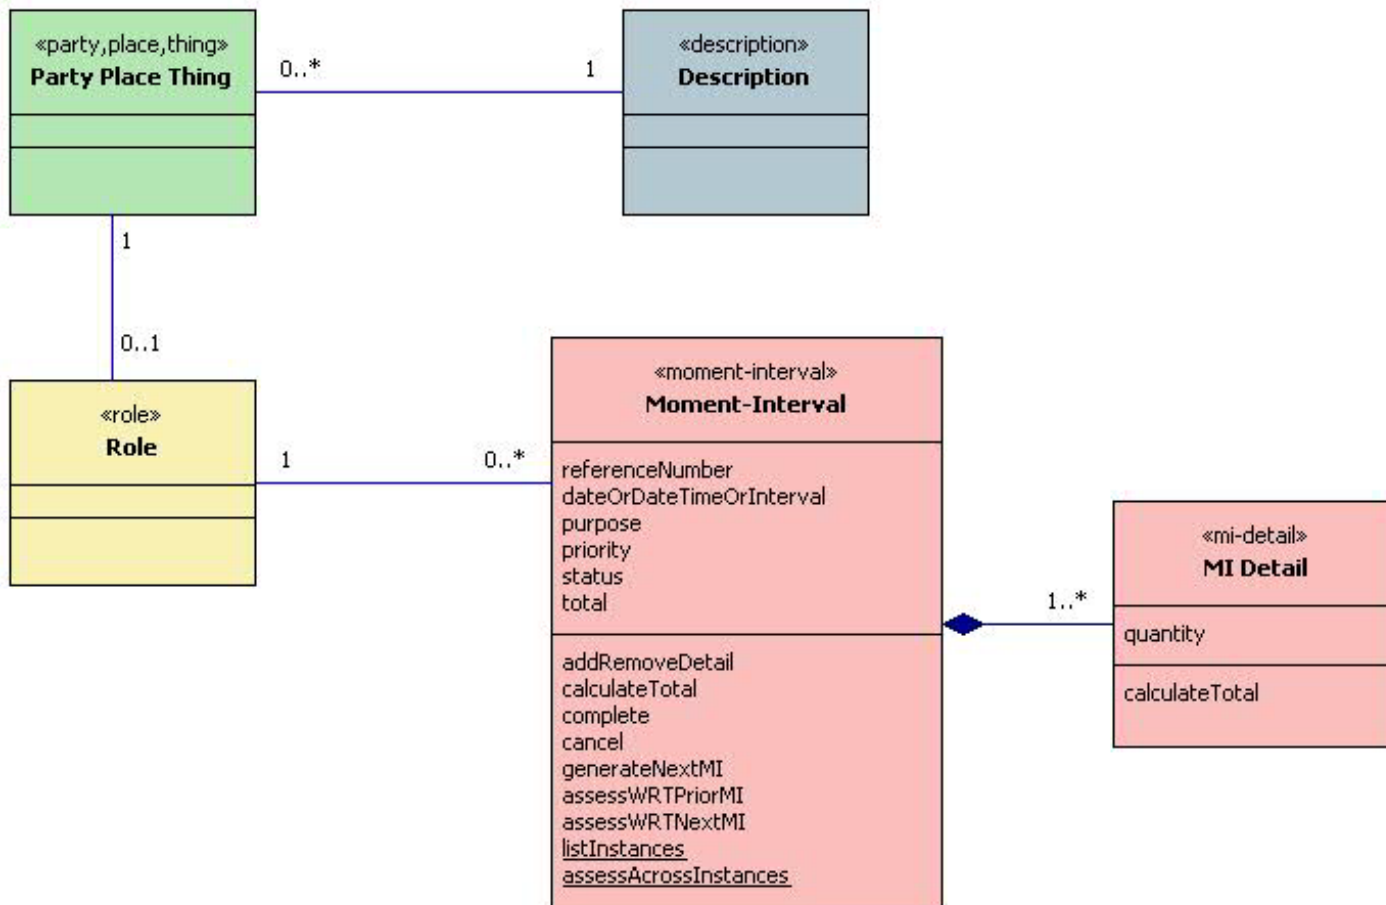 «party,place,thing»
Party Place Thing
0..*
1
«description»
Description
1
0..1
«role»
Role
1
0..*
«moment-interval»
Moment-Interval
referenceNumber
dateOrDateTimeOrInterval
purpose
priority
status
total
addRemoveDetail
calculateTotal
complete
cancel
generateNextMI
assessWRTPriorMI
assessWRTNextMI
listInstances
assessAcrossInstances
1..*
«mi-detail»
MI Detail
quantity
calculateTotal